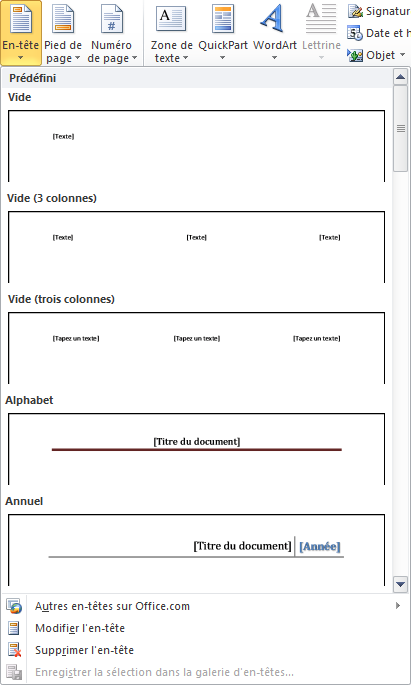 En-tête Pied de page Numéro de page Zone de texte QuickPart WordArt Lettrine Signatur
Date et h
Objet
Prédéfini
Vide
[Texte]
Vide (3 colonnes)
[Texte] [Texte] [Texte]
Vide (trois colonnes)
[Tapez un texte] [Tapez un texte] [Tapez un texte]
Alphabet
[Titre du document]
Annuel
[Titre du document] [Année]
Autres en-têtes sur Office.com
Modifier l'en-tête
Supprimer l'en-tête
Enregistrer la sélection dans la galerie d'en-têtes...